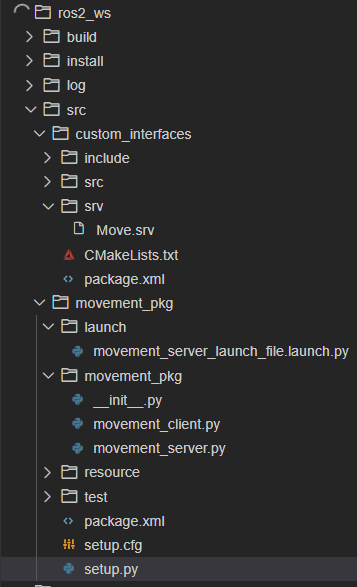 ros2_ws
build
install
log
src
custom_interfaces
include
src
srv
Move.srv
CMakeLists.txt
package.xml
movement_pkg
launch
movement_server_launch_file.launch.py
movement_pkg
__init__.py
movement_client.py
movement_server.py
resource
test
package.xml
setup.cfg
setup.py